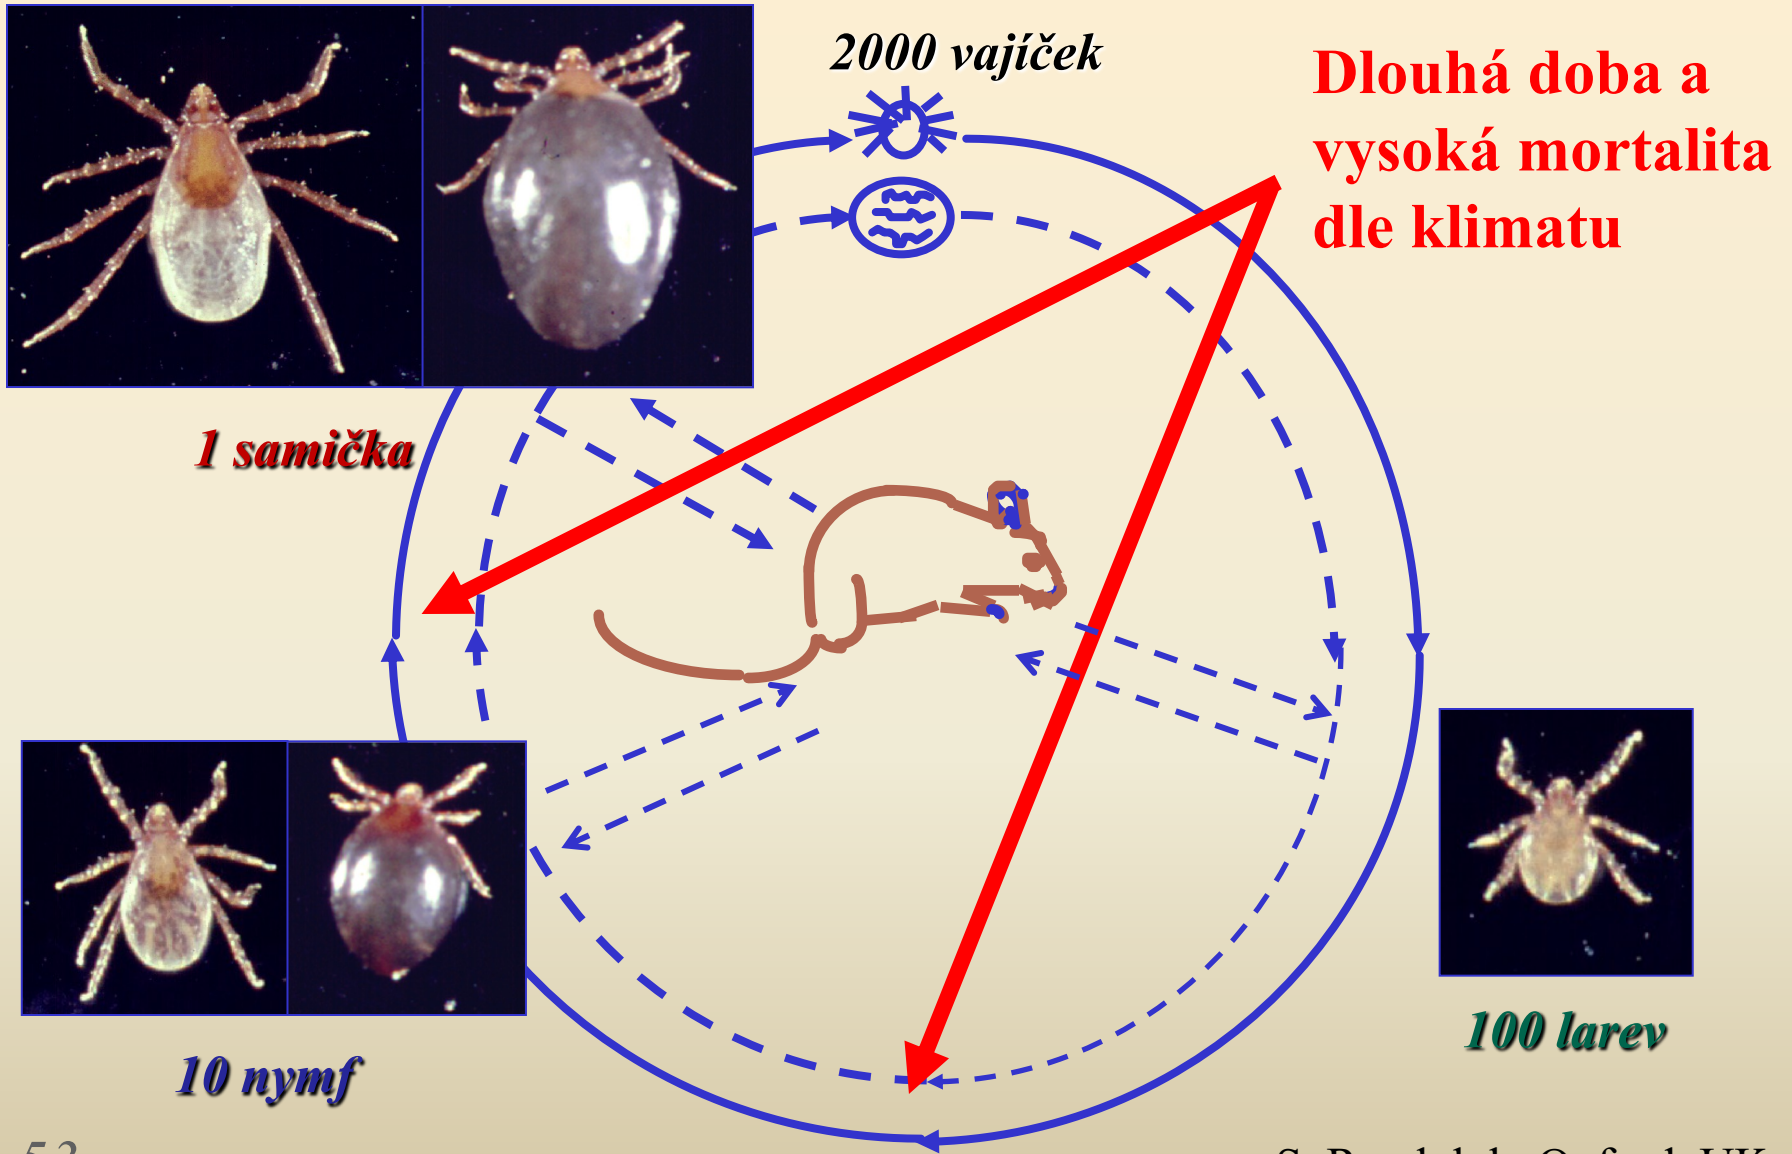 2000 vajíček
Dlouhá doba a
vysoká mortalita
dle klimatu
1 samička
100 larev
10 nymf